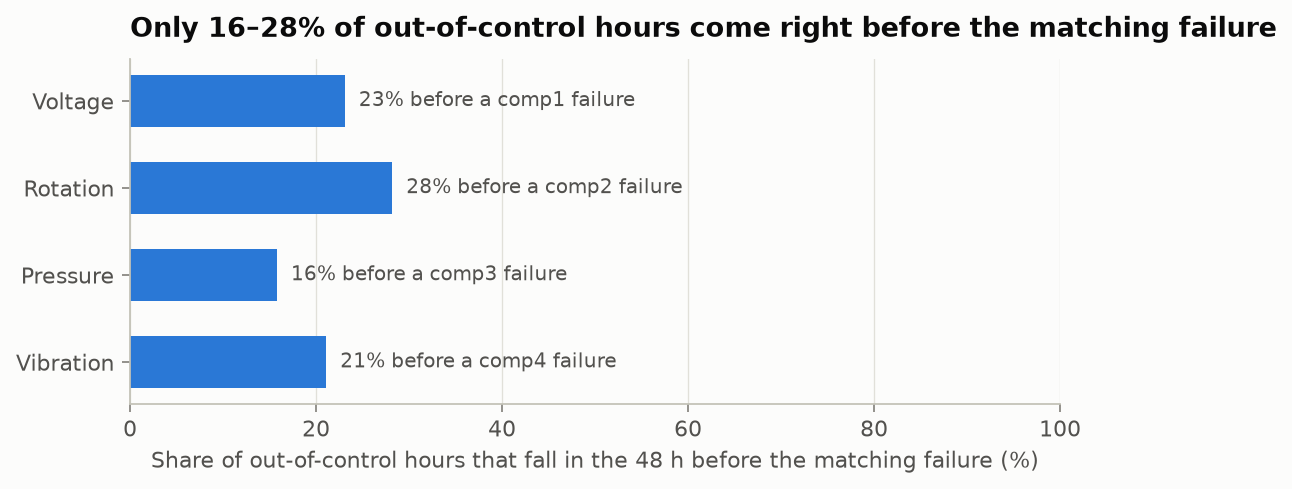 Only 16–28% of out-of-control hours come right before the matching failure
Voltage
23% before a comp1 failure
Rotation
28% before a comp2 failure
Pressure
16% before a comp3 failure
Vibration
21% before a comp4 failure
0 20 40 60 80 100
Share of out-of-control hours that fall in the 48 h before the matching failure (%)